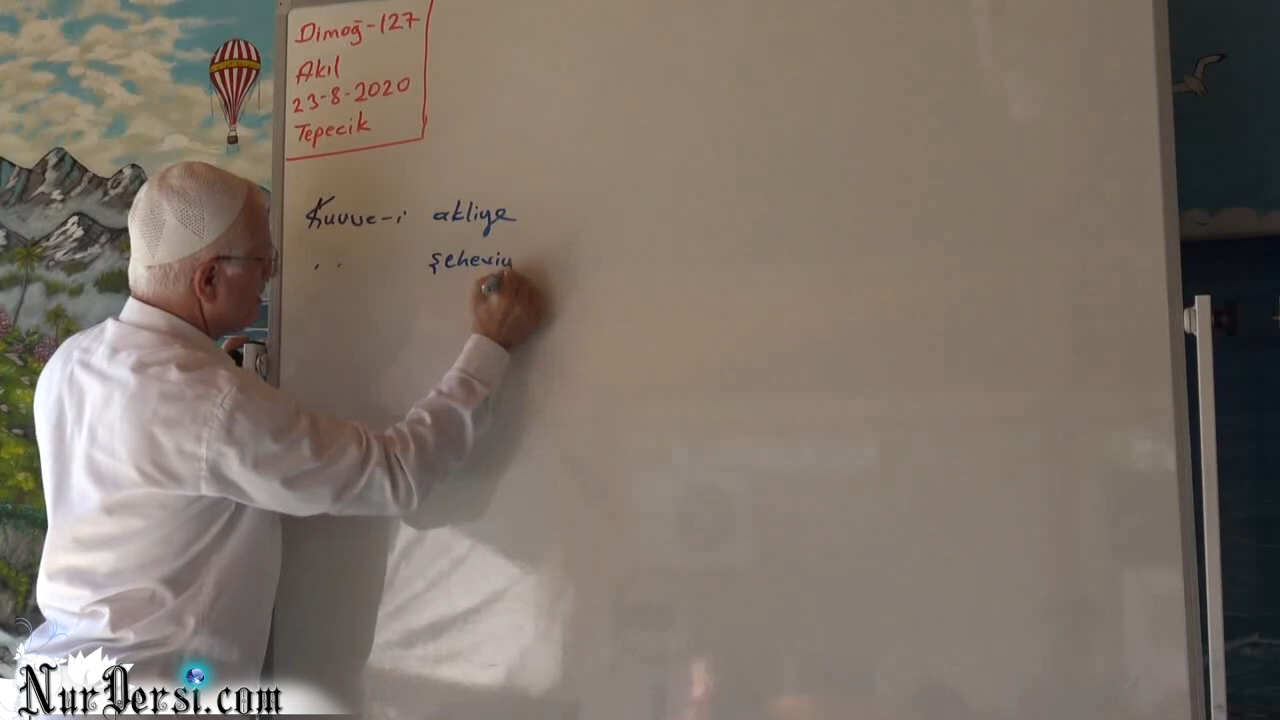 Dimağ-127
Akıl
23-8-2020
Tepecik
Kuvve-i akliye
" şeheviy
NurDersi.com